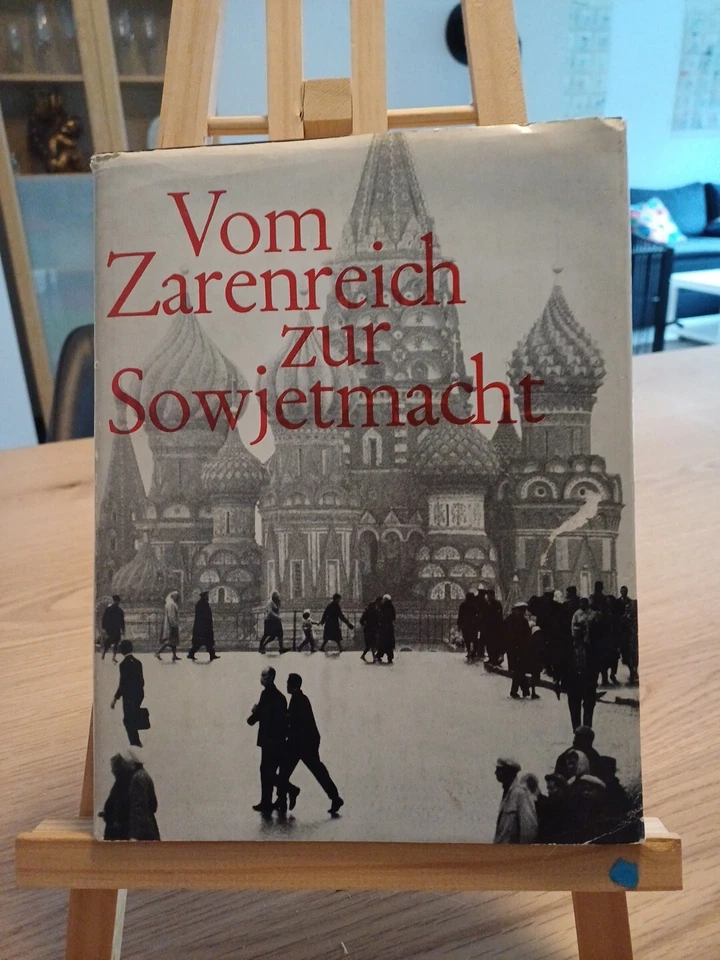 Vom
Zarenreich
zur
Sowjetmacht